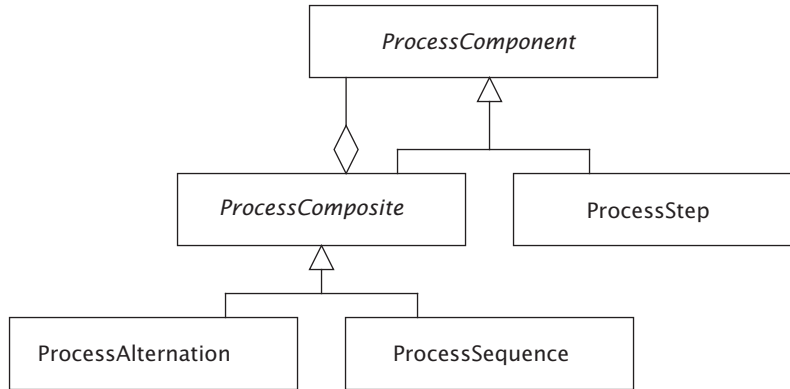 ProcessComponent
ProcessComposite
ProcessStep
ProcessAlternation
ProcessSequence